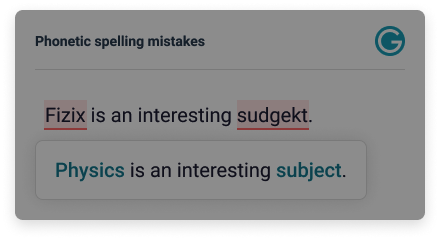 Phonetic spelling mistakes
Fizix is an interesting sudgekt.
Physics is an interesting subject.